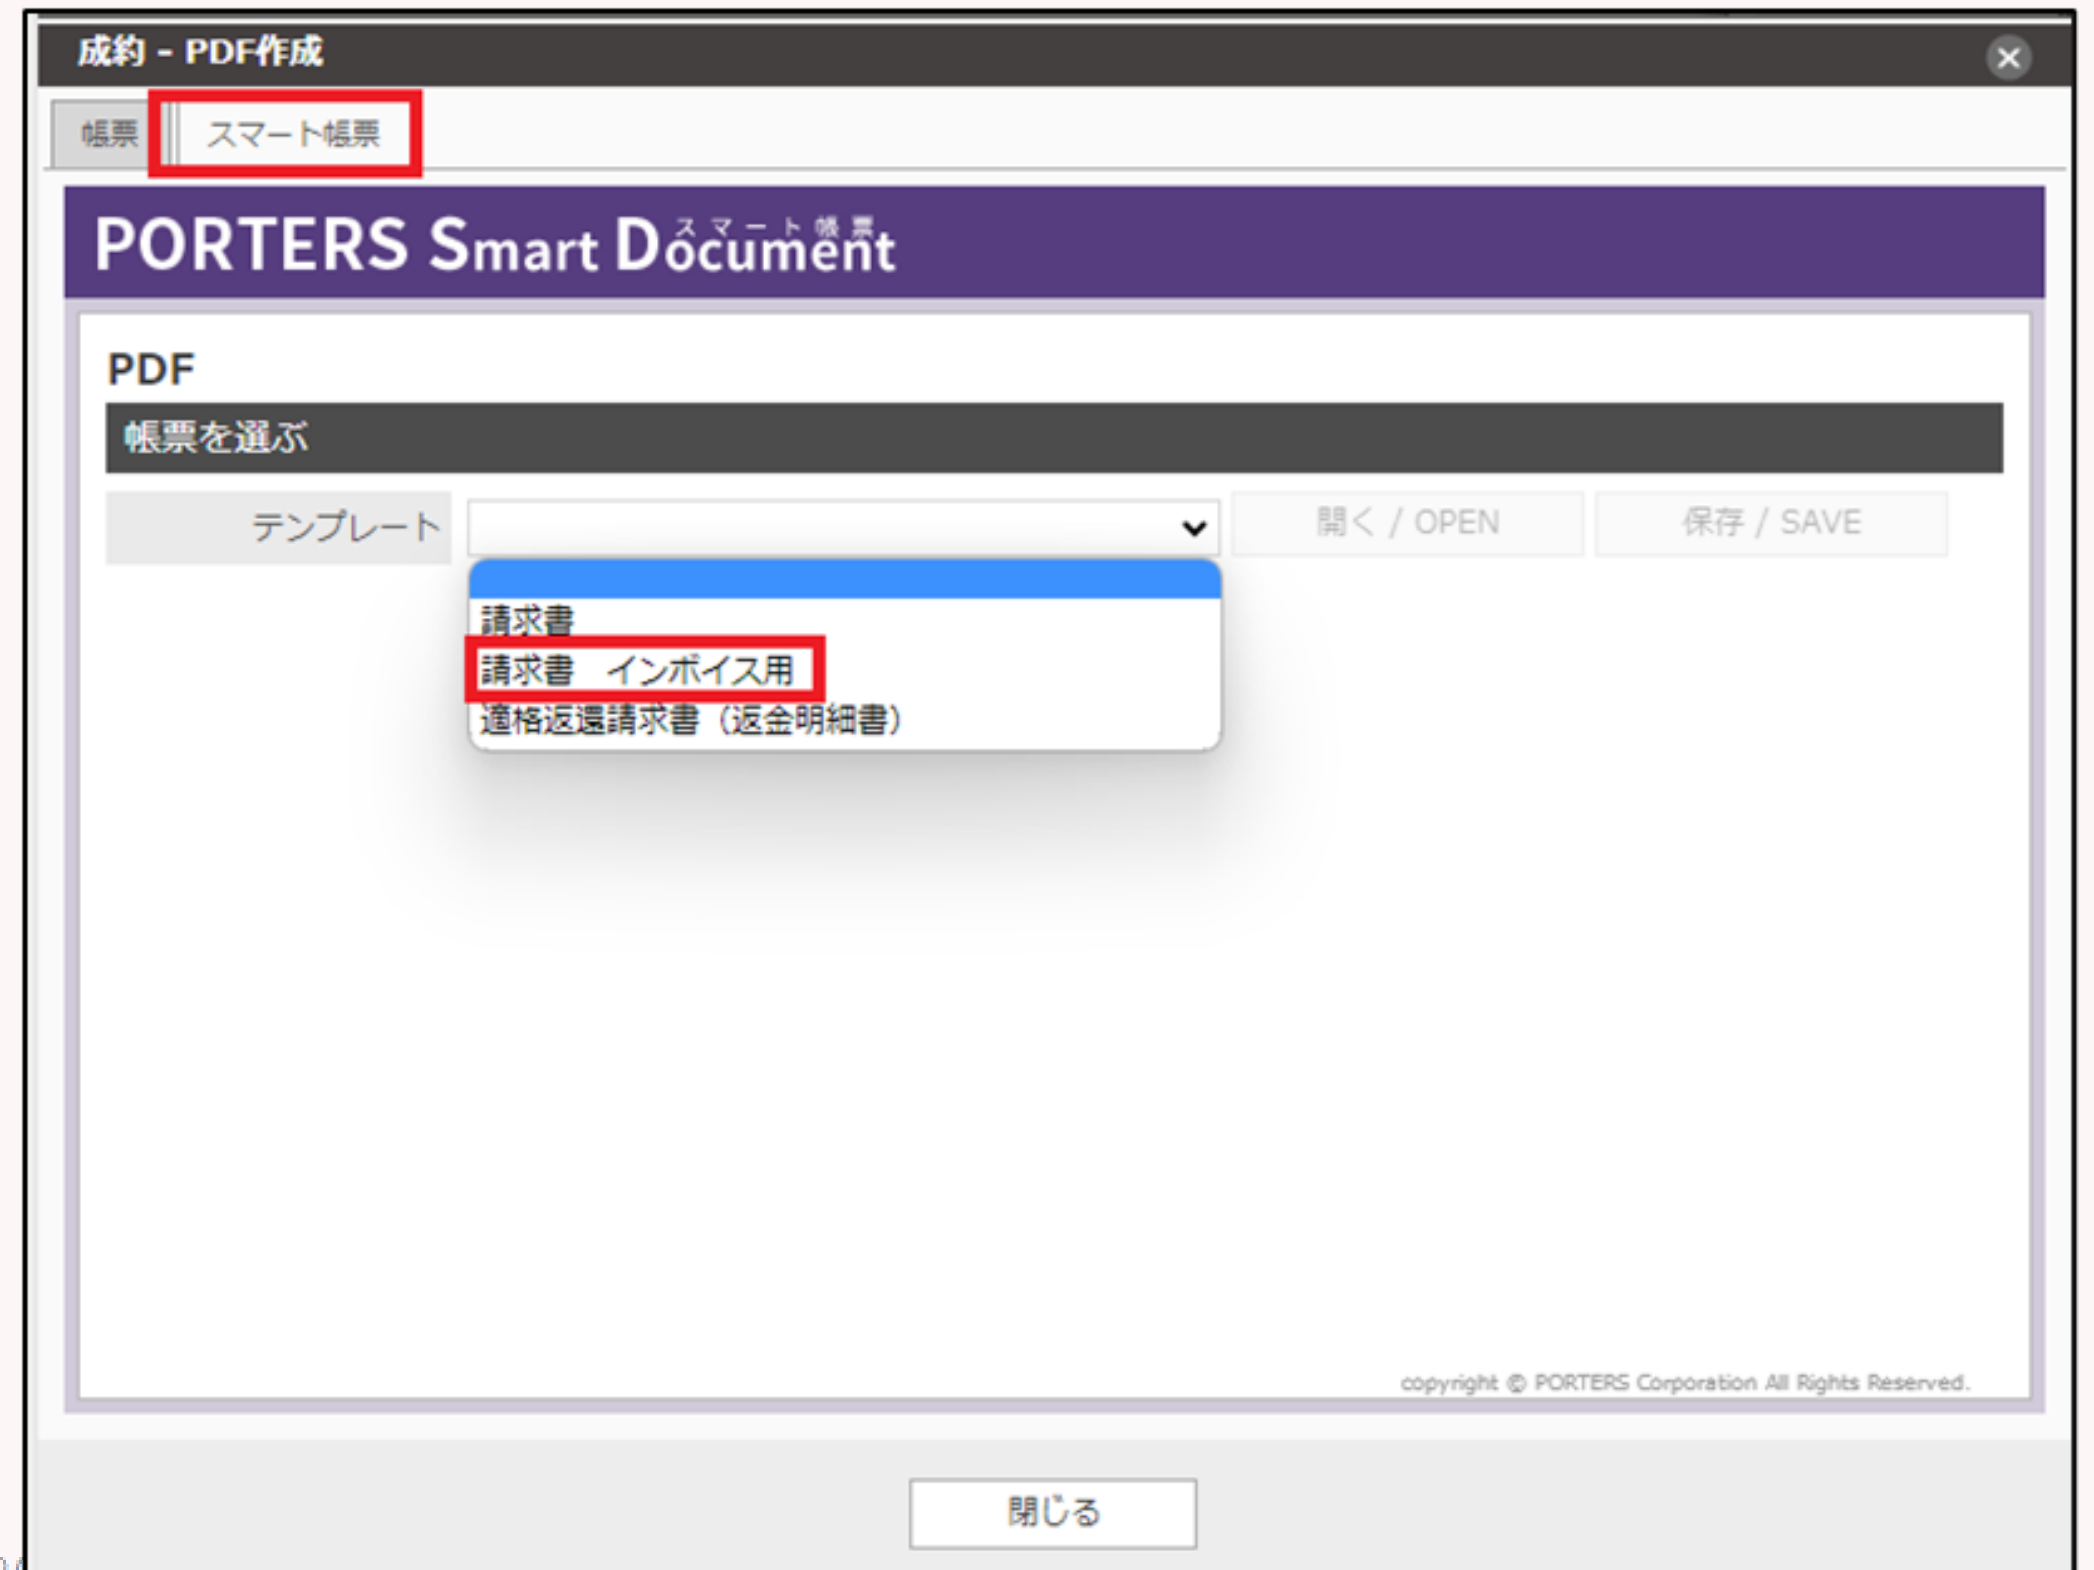 成約 - PDF作成
帳票 スマート帳票
スマート帳票
PORTERS Smart Document
PDF
帳票を選ぶ
テンプレート 開く / OPEN 保存 / SAVE
請求書
請求書　インボイス用
適格返還請求書（返金明細書）
copyright © PORTERS Corporation All Rights Reserved.
閉じる